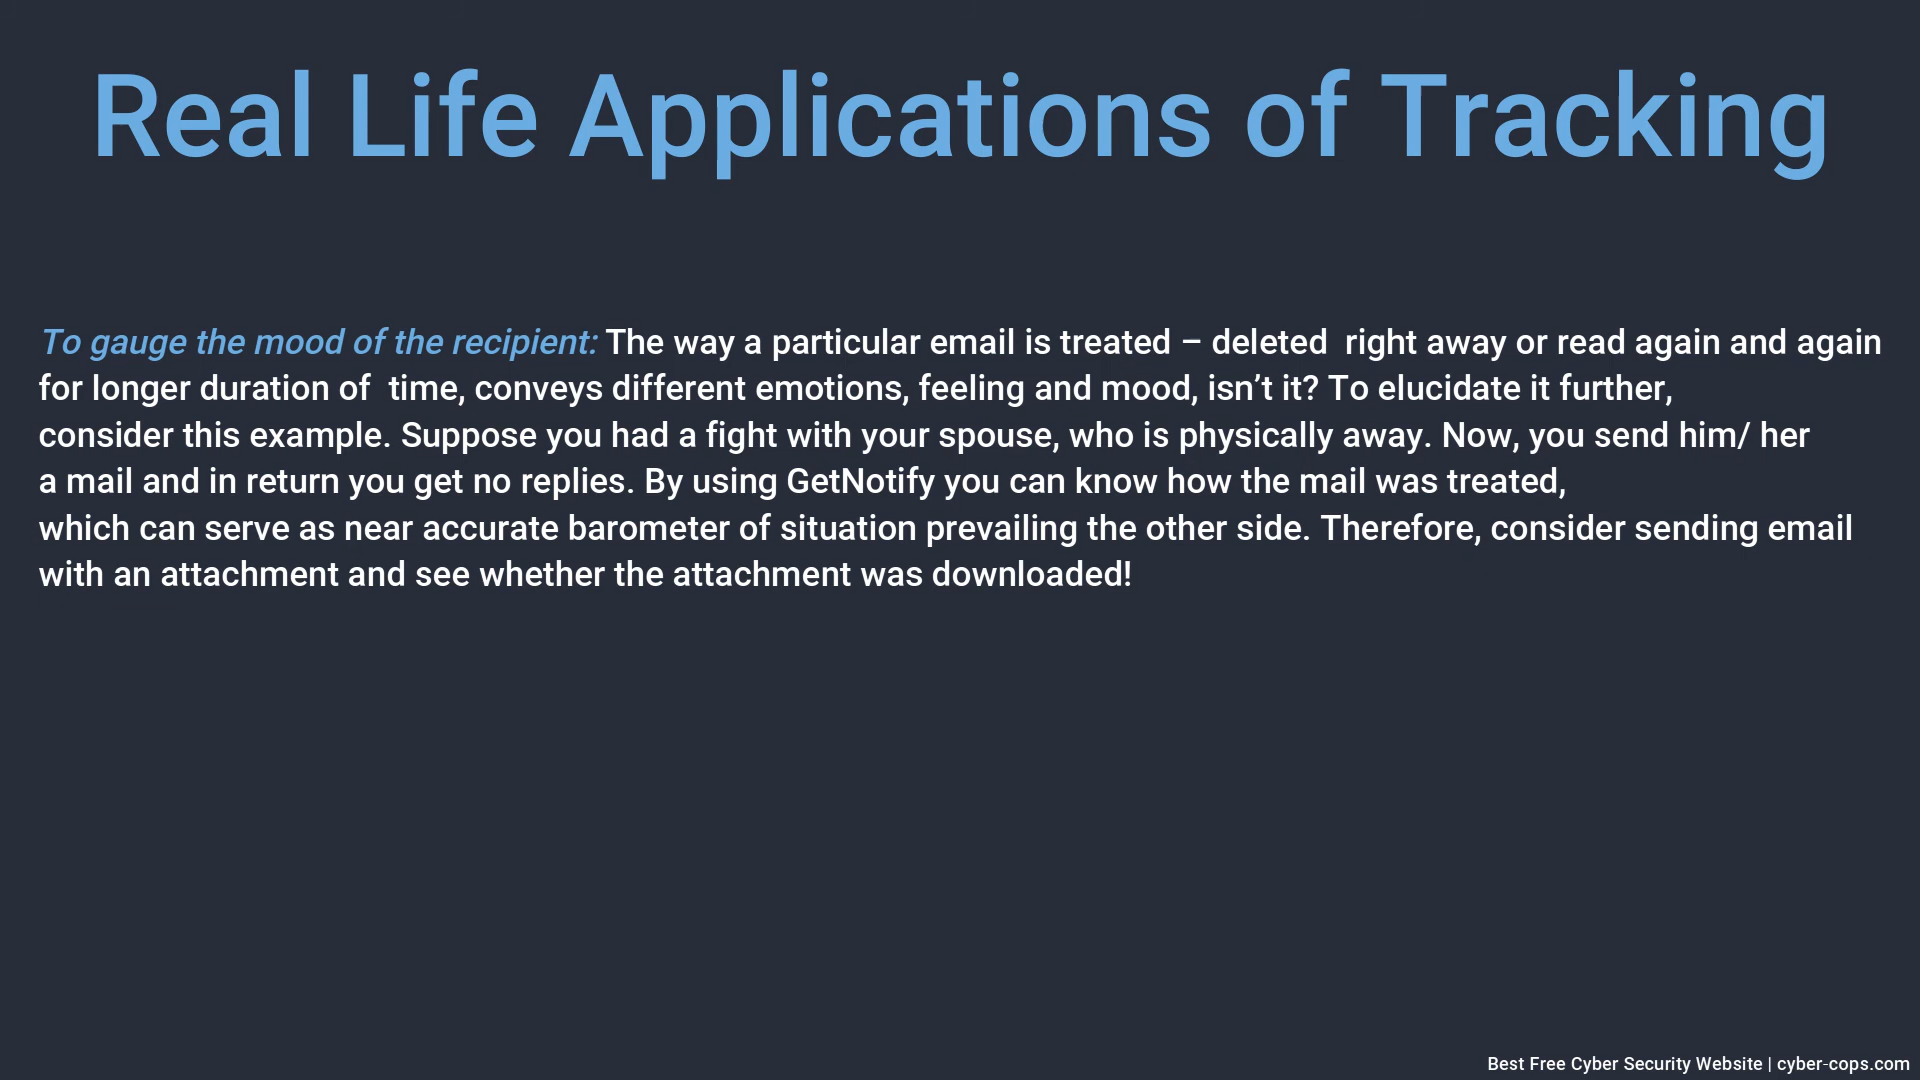 Real Life Applications of Tracking
To gauge the mood of the recipient: The way a particular email is treated – deleted  right away or read again and again
for longer duration of  time, conveys different emotions, feeling and mood, isn’t it? To elucidate it further,
consider this example. Suppose you had a fight with your spouse, who is physically away. Now, you send him/ her
a mail and in return you get no replies. By using GetNotify you can know how the mail was treated,
which can serve as near accurate barometer of situation prevailing the other side. Therefore, consider sending email
with an attachment and see whether the attachment was downloaded!
Best Free Cyber Security Website | cyber-cops.com